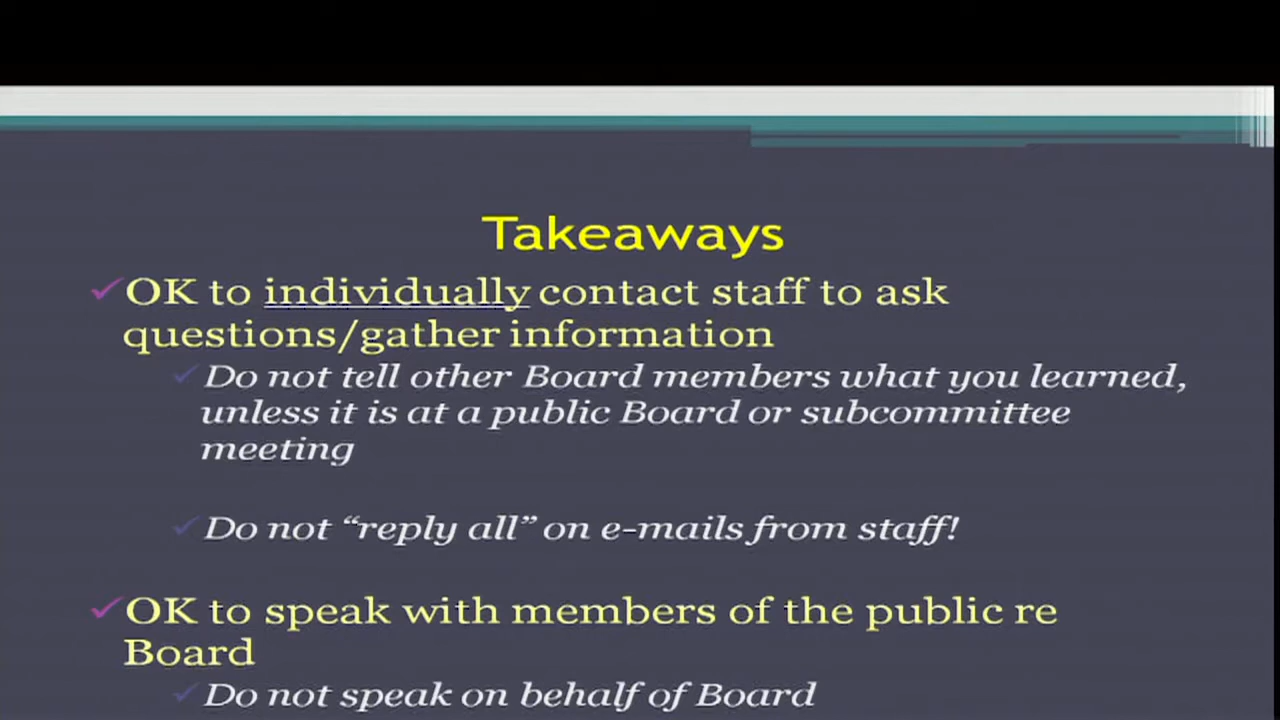 Takeaways
OK to individually contact staff to ask
questions/gather information
Do not tell other Board members what you learned,
unless it is at a public Board or subcommittee
meeting
Do not “reply all” on e-mails from staff!
OK to speak with members of the public re
Board
Do not speak on behalf of Board